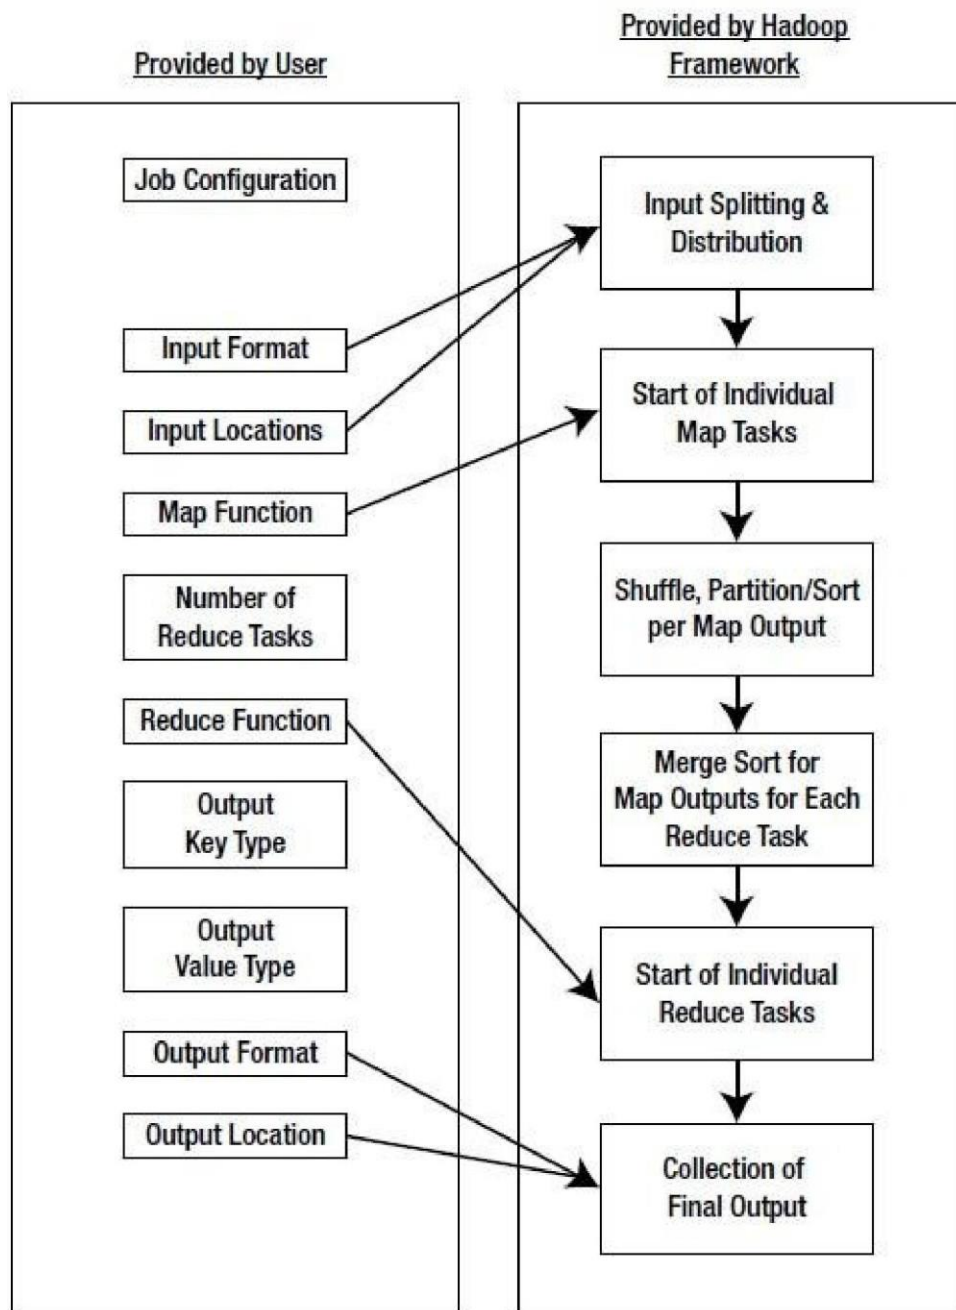 Provided by User
Job Configuration
Input Format
Input Locations
Map Function
Number of
Reduce Tasks
Reduce Function
Output
Key Type
Output
Value Type
Output Format
Output Location
Provided by Hadoop
Framework
Input Splitting &
Distribution
Start of Individual
Map Tasks
Shuffle, Partition/Sort
per Map Output
Merge Sort for
Map Outputs for Each
Reduce Task
Start of Individual
Reduce Tasks
Collection of
Final Output